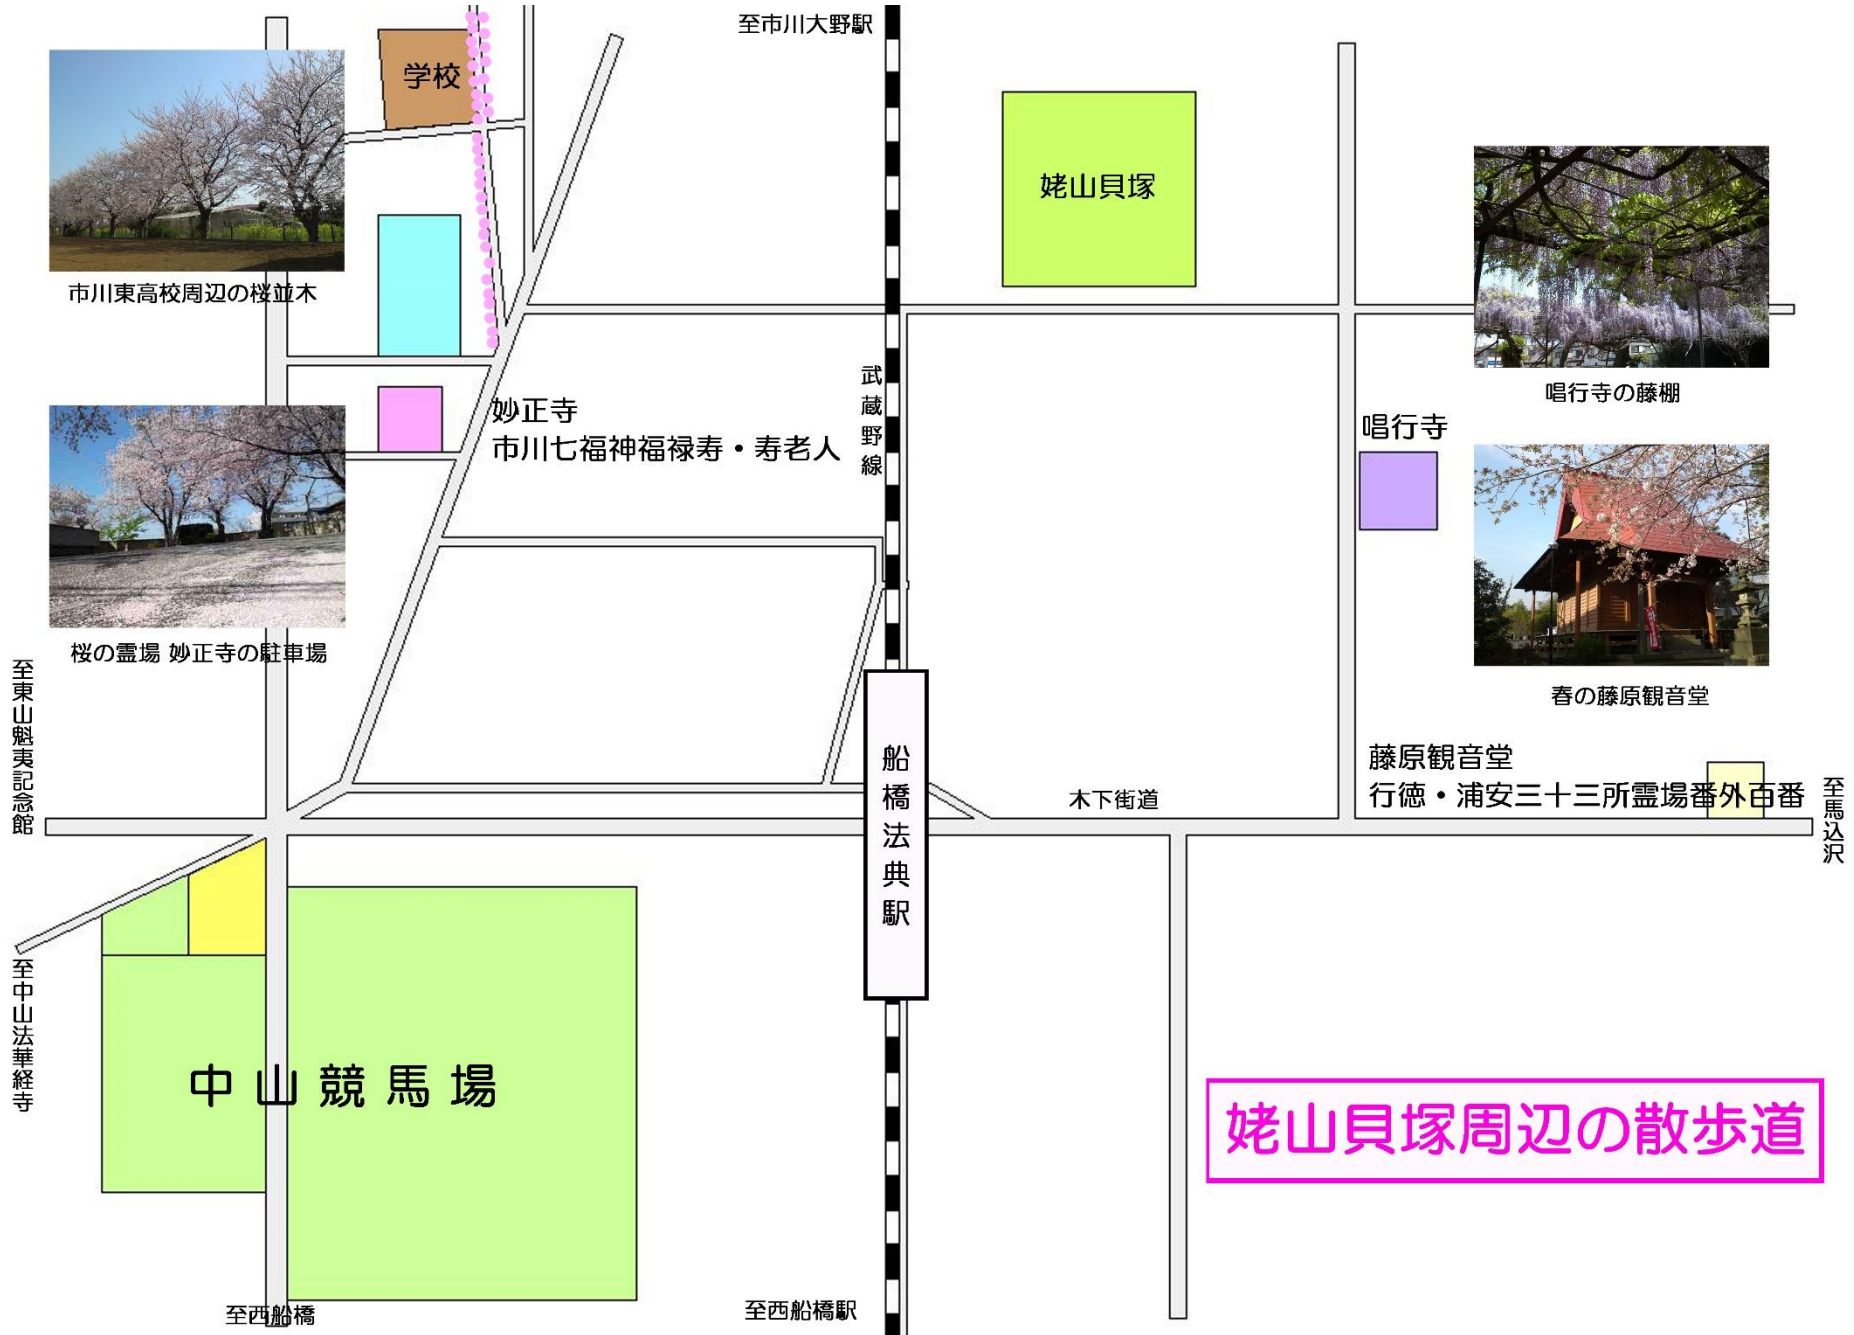 至市川大野駅
学校
姥山貝塚
市川東高校周辺の桜並木
武蔵野線
唱行寺の藤棚
妙正寺
市川七福神福禄寿・寿老人
唱行寺
桜の霊場 妙正寺の駐車場
春の藤原観音堂
至東山魁夷記念館
船橋法典駅
藤原観音堂
行徳・浦安三十三所霊場番外百番
木下街道
至馬込沢
至中山法華経寺
中山競馬場
姥山貝塚周辺の散歩道
至西船橋
至西船橋駅